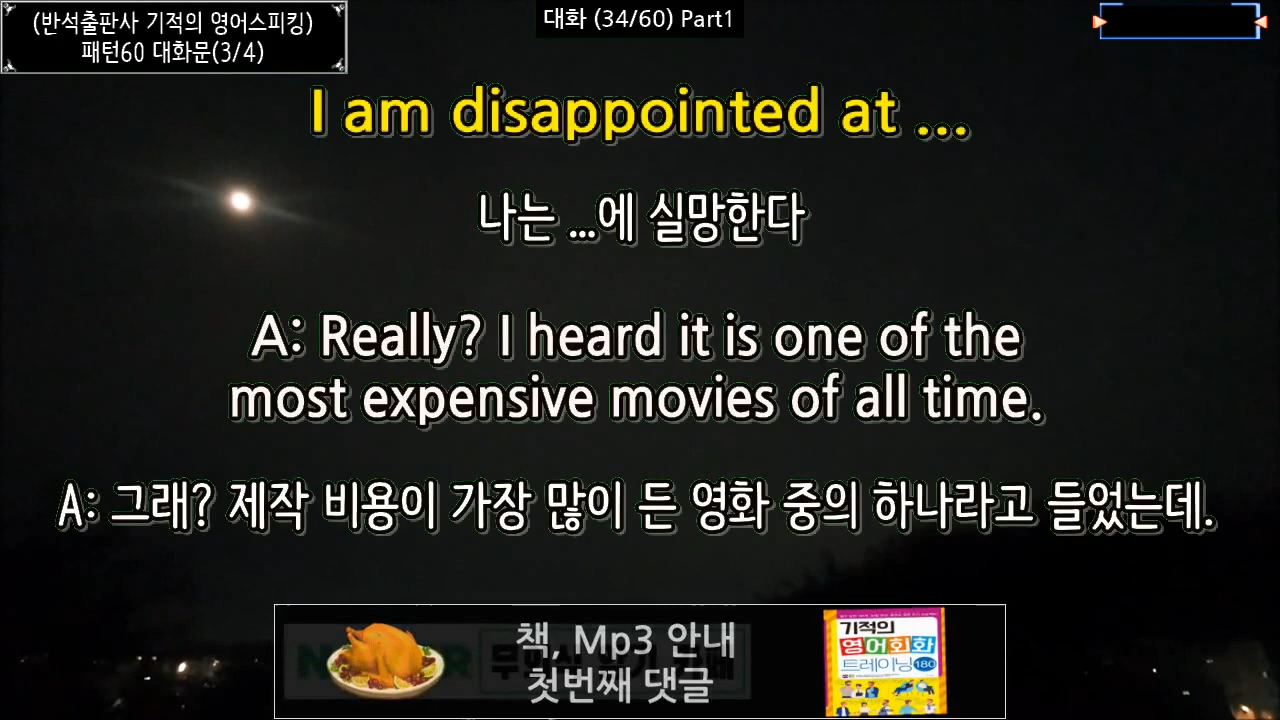 (반석출판사 기적의 영어스피킹)
패턴60 대화문(3/4)
대화 (34/60) Part1
I am disappointed at ...
나는 ...에 실망한다
A: Really? I heard it is one of the
most expensive movies of all time.
A: 그래? 제작 비용이 가장 많이 든 영화 중의 하나라고 들었는데.
책, Mp3 안내
첫번째 댓글
기적의
영어회화
트레이닝 180